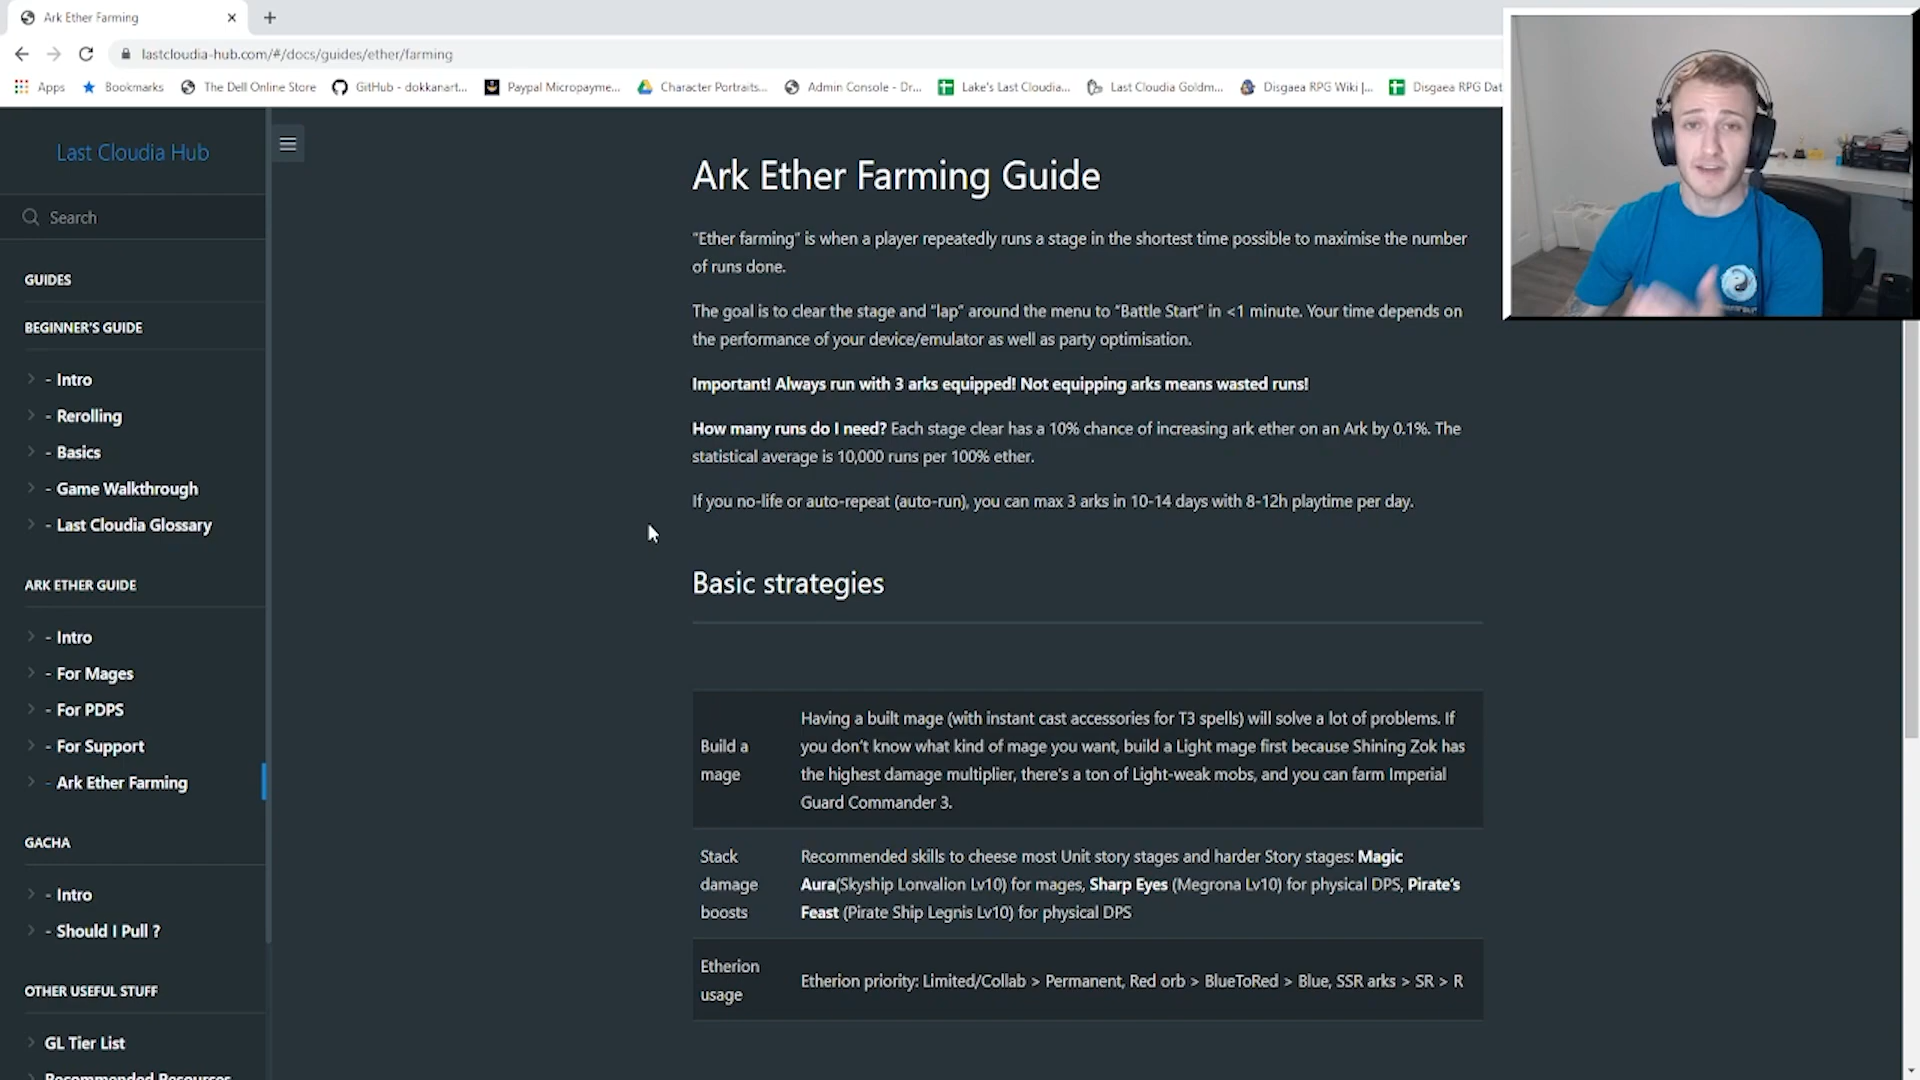 Ark Ether Farming
lastcloudia-hub.com/#/docs/guides/ether/farming
Apps
Bookmarks
The Dell Online Store
GitHub - dokkanart...
Paypal Micropayme...
Character Portraits...
Admin Console - Dr...
Lake's Last Cloudia...
Last Cloudia Goldm...
Disgaea RPG Wiki |...
Disgaea RPG Dat
Last Cloudia Hub
Search
GUIDES
BEGINNER'S GUIDE
- Intro
- Rerolling
- Basics
- Game Walkthrough
- Last Cloudia Glossary
ARK ETHER GUIDE
- Intro
- For Mages
- For PDPS
- For Support
- Ark Ether Farming
GACHA
- Intro
- Should I Pull ?
OTHER USEFUL STUFF
GL Tier List
Recommended Resources
Ark Ether Farming Guide
“Ether farming” is when a player repeatedly runs a stage in the shortest time possible to maximise the number
of runs done.
The goal is to clear the stage and “lap” around the menu to “Battle Start” in <1 minute. Your time depends on
the performance of your device/emulator as well as party optimisation.
Important! Always run with 3 arks equipped! Not equipping arks means wasted runs!
How many runs do I need? Each stage clear has a 10% chance of increasing ark ether on an Ark by 0.1%. The
statistical average is 10,000 runs per 100% ether.
If you no-life or auto-repeat (auto-run), you can max 3 arks in 10-14 days with 8-12h playtime per day.
Basic strategies
Build a
mage
Having a built mage (with instant cast accessories for T3 spells) will solve a lot of problems. If
you don’t know what kind of mage you want, build a Light mage first because Shining Zok has
the highest damage multiplier, there’s a ton of Light-weak mobs, and you can farm Imperial
Guard Commander 3.
Stack
damage
boosts
Recommended skills to cheese most Unit story stages and harder Story stages: Magic
Aura(Skyship Lonvalion Lv10) for mages, Sharp Eyes (Megrona Lv10) for physical DPS, Pirate’s
Feast (Pirate Ship Legnis Lv10) for physical DPS
Etherion
usage
Etherion priority: Limited/Collab > Permanent, Red orb > BlueToRed > Blue, SSR arks > SR > R